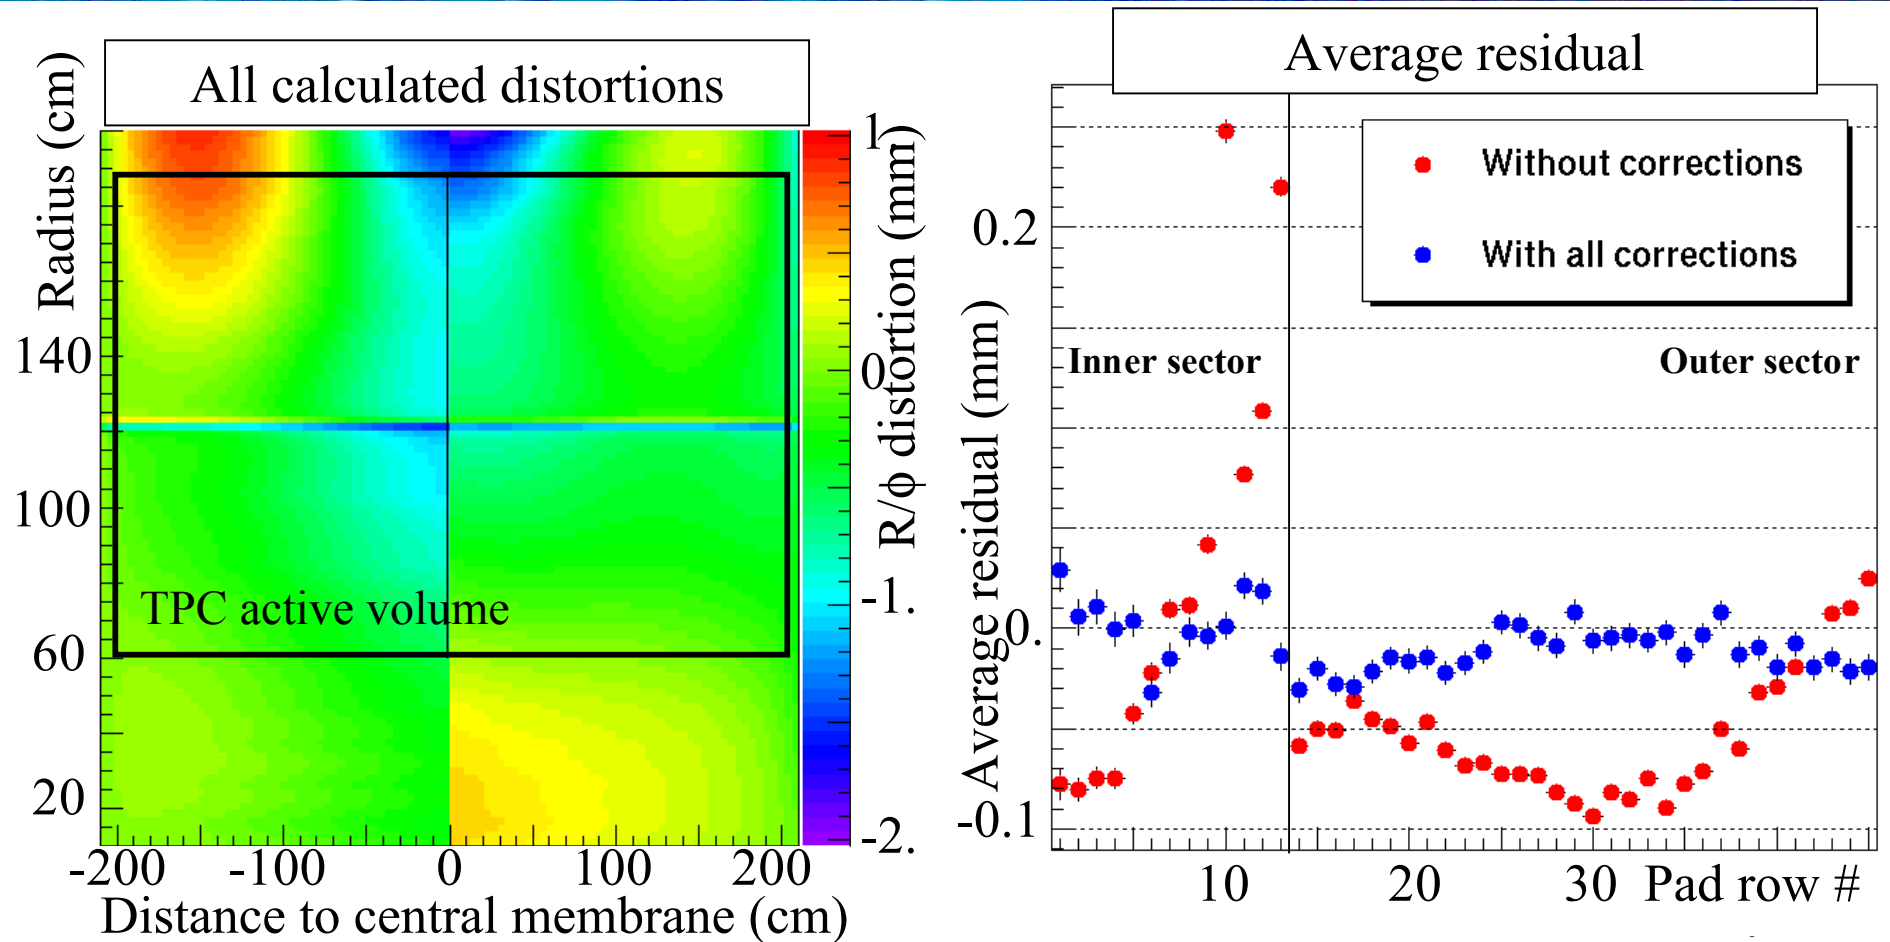 All calculated distortions
Radius (cm)
140
100
60
20
TPC active volume
-200
-100
0
100
200
Distance to central membrane (cm)
1
0
-1.
-2.
R/ϕ distortion (mm)
Average residual
Without corrections
With all corrections
Inner sector
Outer sector
0.2
0.
-0.1
Average residual (mm)
10
20
30
Pad row #